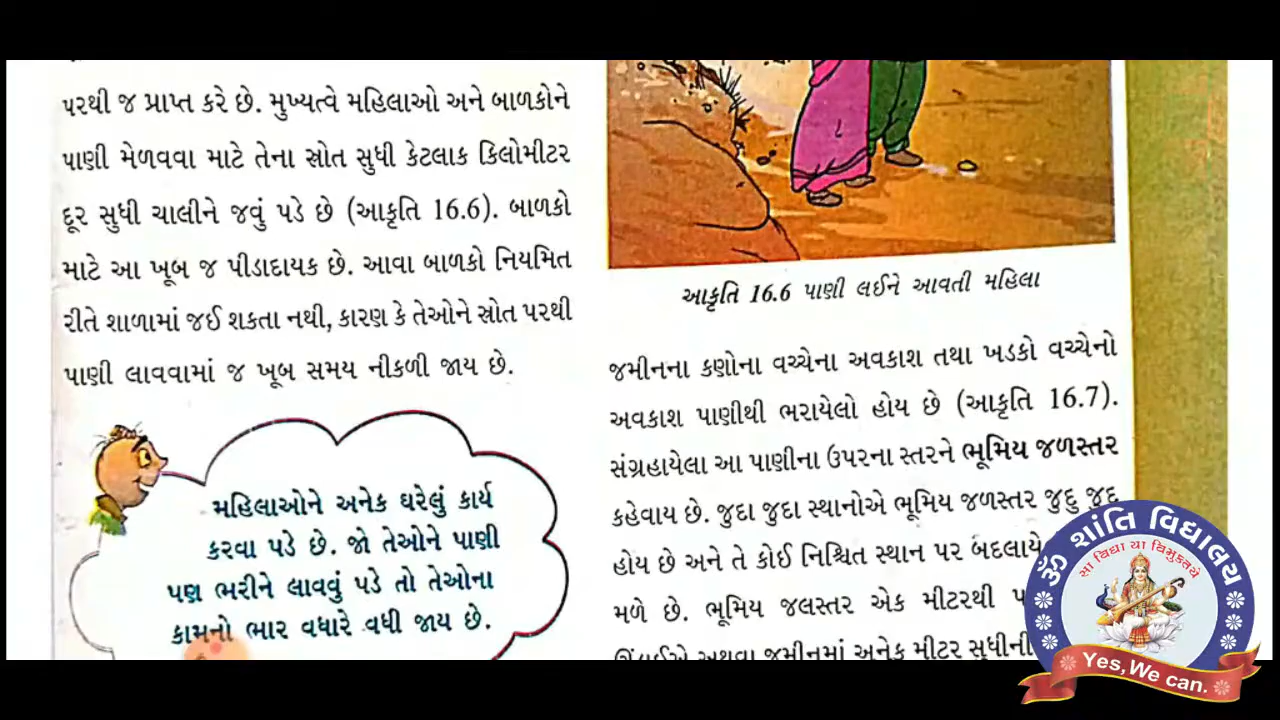 પરથી જ પ્રાપ્ત કરે છે. મુખ્યત્વે મહિલાઓ અને બાળકોને
પાણી મેળવવા માટે તેના સ્રોત સુધી કેટલાક કિલોમીટર
દૂર સુધી ચાલીને જવું પડે છે (આકૃતિ 16.6). બાળકો
માટે આ ખૂબ જ પીડાદાયક છે. આવા બાળકો નિયમિત
રીતે શાળામાં જઈ શકતા નથી, કારણ કે તેઓને સ્રોત પરથી
પાણી લાવવામાં જ ખૂબ સમય નીકળી જાય છે.
મહિલાઓને અનેક ઘરેલું કાર્ય
કરવા પડે છે. જો તેઓને પાણી
પણ ભરીને લાવવું પડે તો તેઓના
કામનો ભાર વધારે વધી જાય છે.
આકૃતિ 16.6 પાણી લઈને આવતી મહિલા
જમીનના કણોના વચ્ચેના અવકાશ તથા ખડકો વચ્ચેનો
અવકાશ પાણીથી ભરાયેલો હોય છે (આકૃતિ 16.7).
સંગ્રહાયેલા આ પાણીના ઉપરના સ્તરને ભૂમિય જળસ્તર
કહેવાય છે. જુદા જુદા સ્થાનોએ ભૂમિય જળસ્તર જુદુ જુદુ
હોય છે અને તે કોઈ નિશ્ચિત સ્થાન પર બદલાયે
મળે છે. ભૂમિય જલસ્તર એક મીટરથી
અથવા જમીનમાં અનેક મીટર સુધીની
ૐ શાંતિ વિદ્યાલય
સા વિદ્યા યા વિમુક્તયે
Yes, We can.